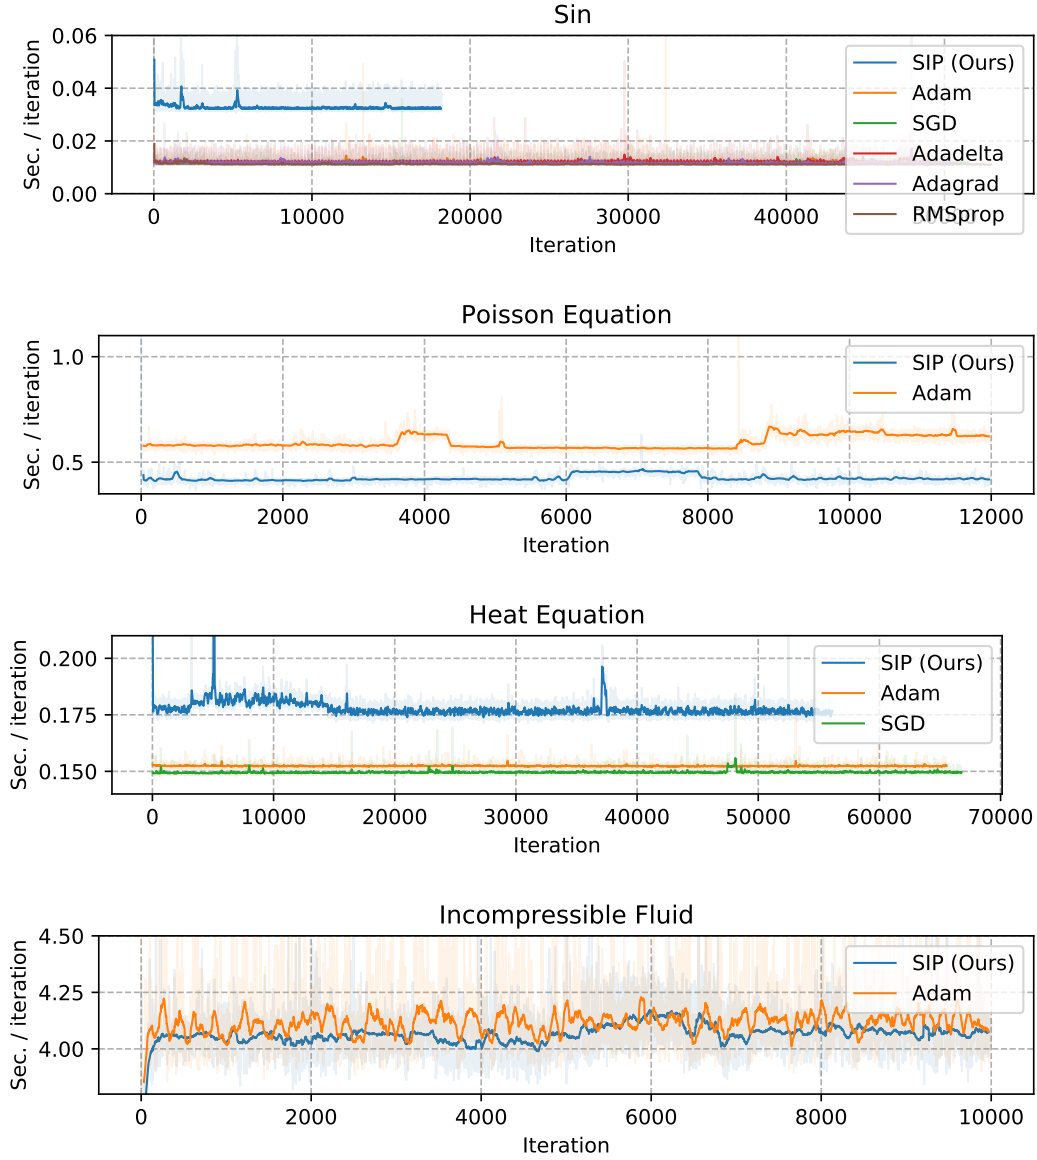 Sin
Sec. / iteration
0.06
0.04
0.02
0.00
SIP (Ours)
Adam
SGD
Adadelta
Adagrad
RMSprop
0 10000 20000 30000 40000
Iteration
Poisson Equation
Sec. / iteration
1.0
0.5
SIP (Ours)
Adam
0 2000 4000 6000 8000 10000 12000
Iteration
Heat Equation
Sec. / iteration
0.200
0.175
0.150
SIP (Ours)
Adam
SGD
0 10000 20000 30000 40000 50000 60000 70000
Iteration
Incompressible Fluid
Sec. / iteration
4.50
4.25
4.00
SIP (Ours)
Adam
0 2000 4000 6000 8000 10000
Iteration